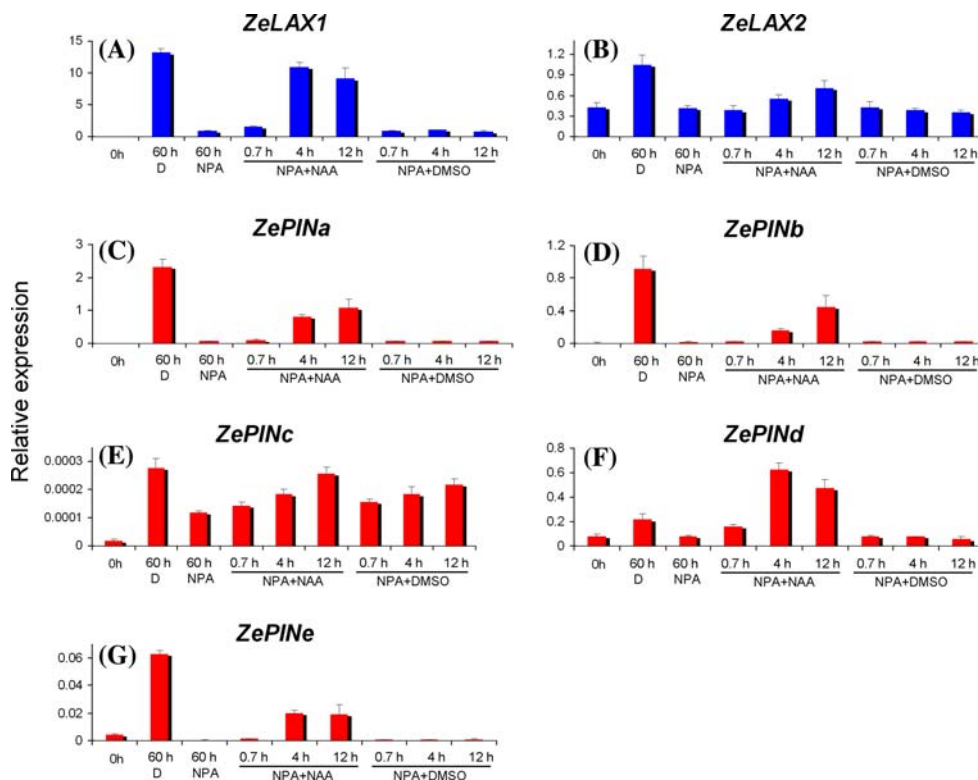 Relative expression
ZeLAX1
(A)
15
10
5
0
0h 60 h 60 h 0.7 h 4 h 12 h 0.7 h 4 h 12 h
D NPA NPA+NAA NPA+DMSO
ZeLAX2
(B)
1.2
0.9
0.6
0.3
0
0h 60 h 60 h 0.7 h 4 h 12 h 0.7 h 4 h 12 h
D NPA NPA+NAA NPA+DMSO
ZePINa
(C)
3
2
1
0
0h 60 h 60 h 0.7 h 4 h 12 h 0.7 h 4 h 12 h
D NPA NPA+NAA NPA+DMSO
ZePINb
(D)
1.2
0.8
0.4
0
0h 60 h 60 h 0.7 h 4 h 12 h 0.7 h 4 h 12 h
D NPA NPA+NAA NPA+DMSO
ZePINc
(E)
0.0003
0.0002
0.0001
0
0h 60 h 60 h 0.7 h 4 h 12 h 0.7 h 4 h 12 h
D NPA NPA+NAA NPA+DMSO
ZePINd
(F)
0.8
0.6
0.4
0.2
0
0h 60 h 60 h 0.7 h 4 h 12 h 0.7 h 4 h 12 h
D NPA NPA+NAA NPA+DMSO
ZePINe
(G)
0.06
0.04
0.02
0
0h 60 h 60 h 0.7 h 4 h 12 h 0.7 h 4 h 12 h
D NPA NPA+NAA NPA+DMSO